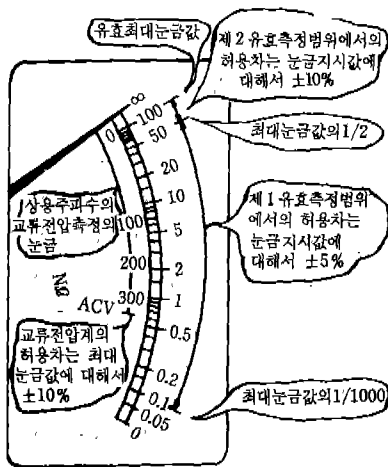 유효최대눈금값
제 2 유효측정범위에서의
허용차는 눈금지시값에
대해서 ±10%
최대눈금값의1/2
제 1 유효측정범위
에서의 허용차는
눈금지시값에
대해서 ±5%
최대눈금값의1/1000
상용주파수의
교류전압측정의
눈금
교류전압계의
허용차는 최대
눈금값에 대해서
±10%
∞
100
50
20
10
5
2
1
0.5
0.2
0.1
0.05
0
0
100
200
300
ACV